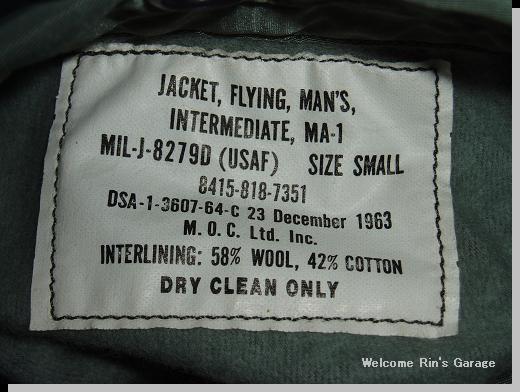 JACKET, FLYING, MAN'S,
INTERMEDIATE, MA-1
MIL-J-8279D (USAF) SIZE SMALL
8415-818-7351
DSA-1-3607-64-C 23 December 1963
M. O. C. Ltd. Inc.
INTERLINING: 58% WOOL, 42% COTTON
DRY CLEAN ONLY
Welcome Rin's Garage